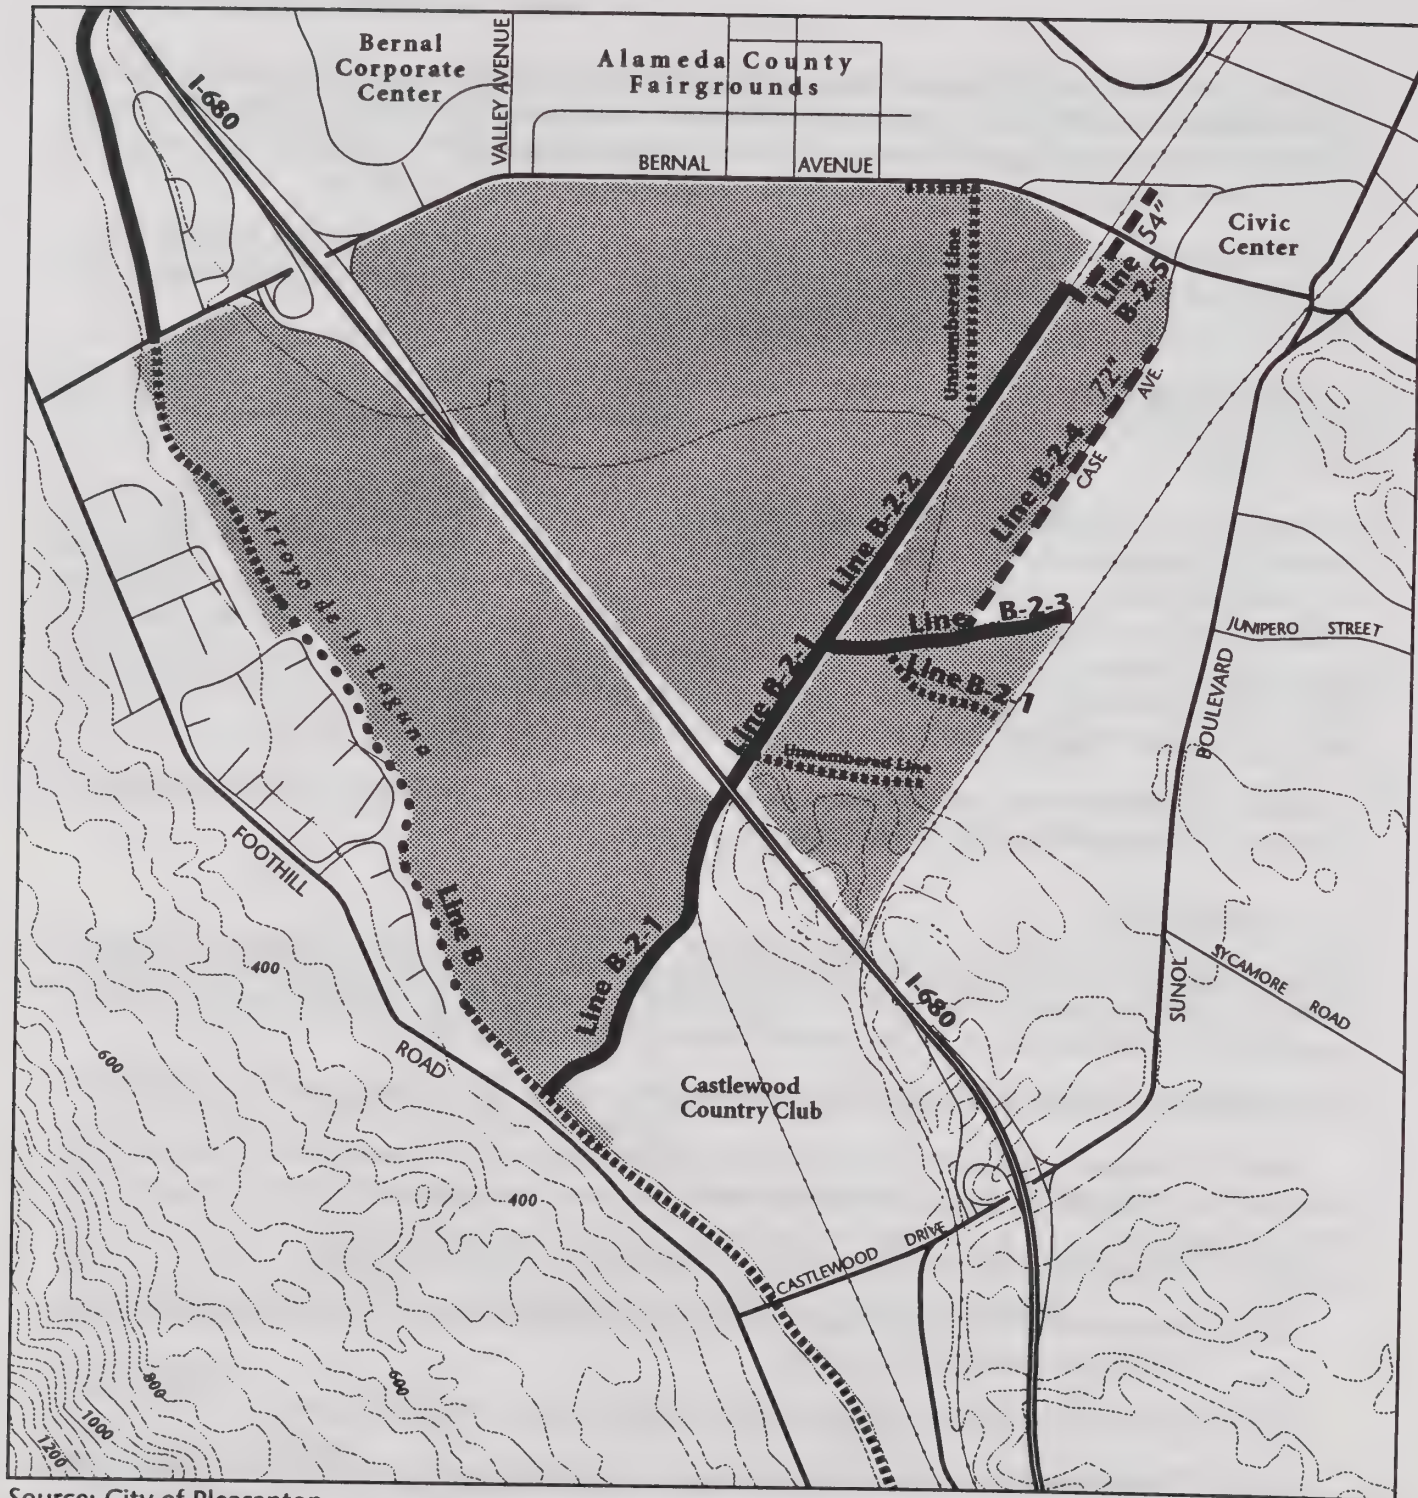 Bernal
Corporate
Center
VALLEY AVENUE
Alameda County
Fairgrounds
I-680
BERNAL AVENUE
Civic
Center
54"
Line
B-2-5
Unnumbered Line
72"
CASE AVE.
Line B-2-4
Line B-2-2
Arroyo de la Laguna
Line B-2-3
JUNIPERO STREET
Line B-2-1
Line B-2-1
Unnumbered Line
SUNOL BOULEVARD
FOOTHILL ROAD
Line B
Line B-2-1
SYCAMORE ROAD
I-680
400
600
Castlewood
Country Club
400
CASTLEWOOD DRIVE
600
800
1000
1200
Source: City of Pleasanton